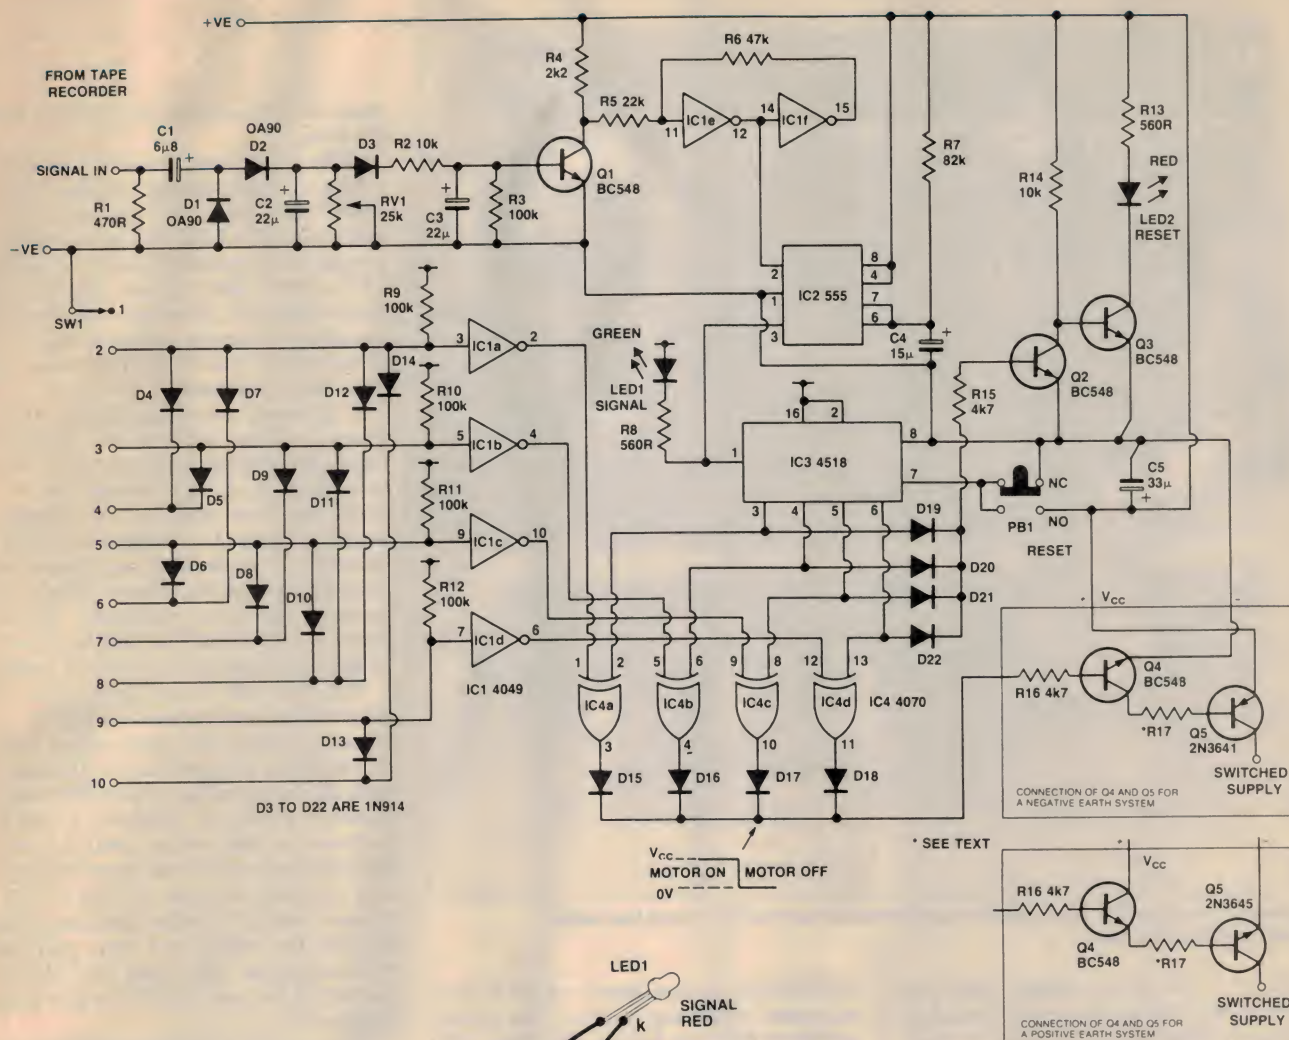 +VE
FROM TAPE
RECORDER
R4
2k2
R6 47k
R5 22k
IC1e
11
12
14
IC1f
15
R7
82k
R13
560R
RED
LED2
RESET
R14
10k
C1
6µ8
+
OA90
D2
D3
R2 10k
SIGNAL IN
R1
470R
D1
OA90
C2
22µ
+
RV1
25k
+
C3
22µ
R3
100k
Q1
BC548
-VE
SW1
1
2
1
3
IC2 555
8
4
7
6
C4
15µ
+
Q3
BC548
Q2
BC548
R15
4k7
R9
100k
GREEN
LED1
SIGNAL
R8
560R
2
3
IC1a
2
D4
D7
D12
D14
R10
100k
3
5
IC1b
4
D5
D9
D11
4
R11
100k
5
9
IC1c
10
D6
D8
D10
6
R12
100k
7
7
IC1d
6
IC1 4049
8
9
D13
10
D3 TO D22 ARE 1N914
16
2
1
IC3 4518
8
7
3
4
5
6
D19
D20
D21
D22
NC
PB1
NO
RESET
C5
33µ
+
1
2
5
6
9
8
12
13
IC4a
IC4b
IC4c
IC4d
IC4 4070
3
4
10
11
D15
D16
D17
D18
VCC
MOTOR ON
MOTOR OFF
0V
VCC
-
R16 4k7
Q4
BC548
*R17
Q5
2N3641
SWITCHED
SUPPLY
CONNECTION OF Q4 AND Q5 FOR
A NEGATIVE EARTH SYSTEM
* SEE TEXT
+
VCC
-
R16 4k7
Q4
BC548
*R17
Q5
2N3645
SWITCHED
SUPPLY
CONNECTION OF Q4 AND Q5 FOR
A POSITIVE EARTH SYSTEM
LED1
SIGNAL
RED
k